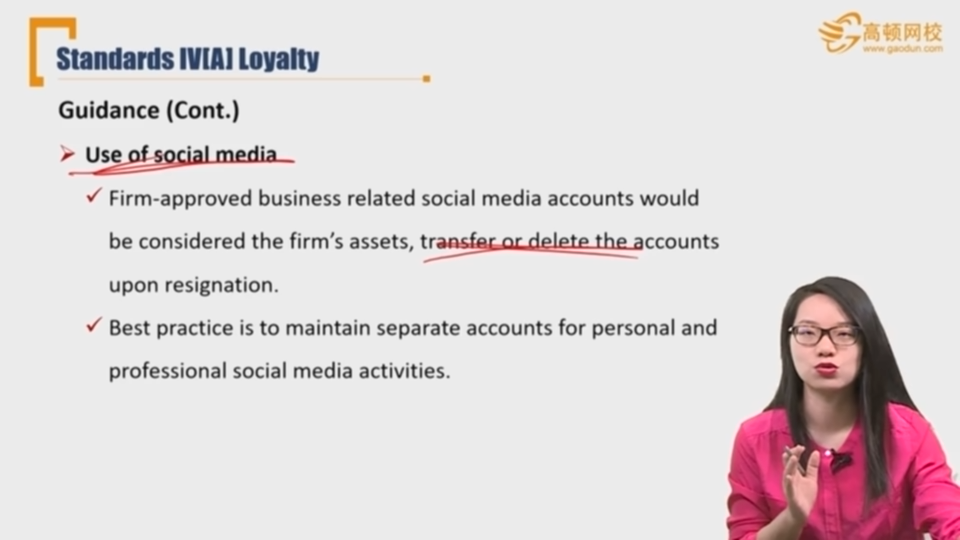 Standards IV[A] Loyalty
高顿网校
www.gaodun.com
Guidance (Cont.)
Use of social media
Firm-approved business related social media accounts would
be considered the firm's assets, transfer or delete the accounts
upon resignation.
Best practice is to maintain separate accounts for personal and
professional social media activities.